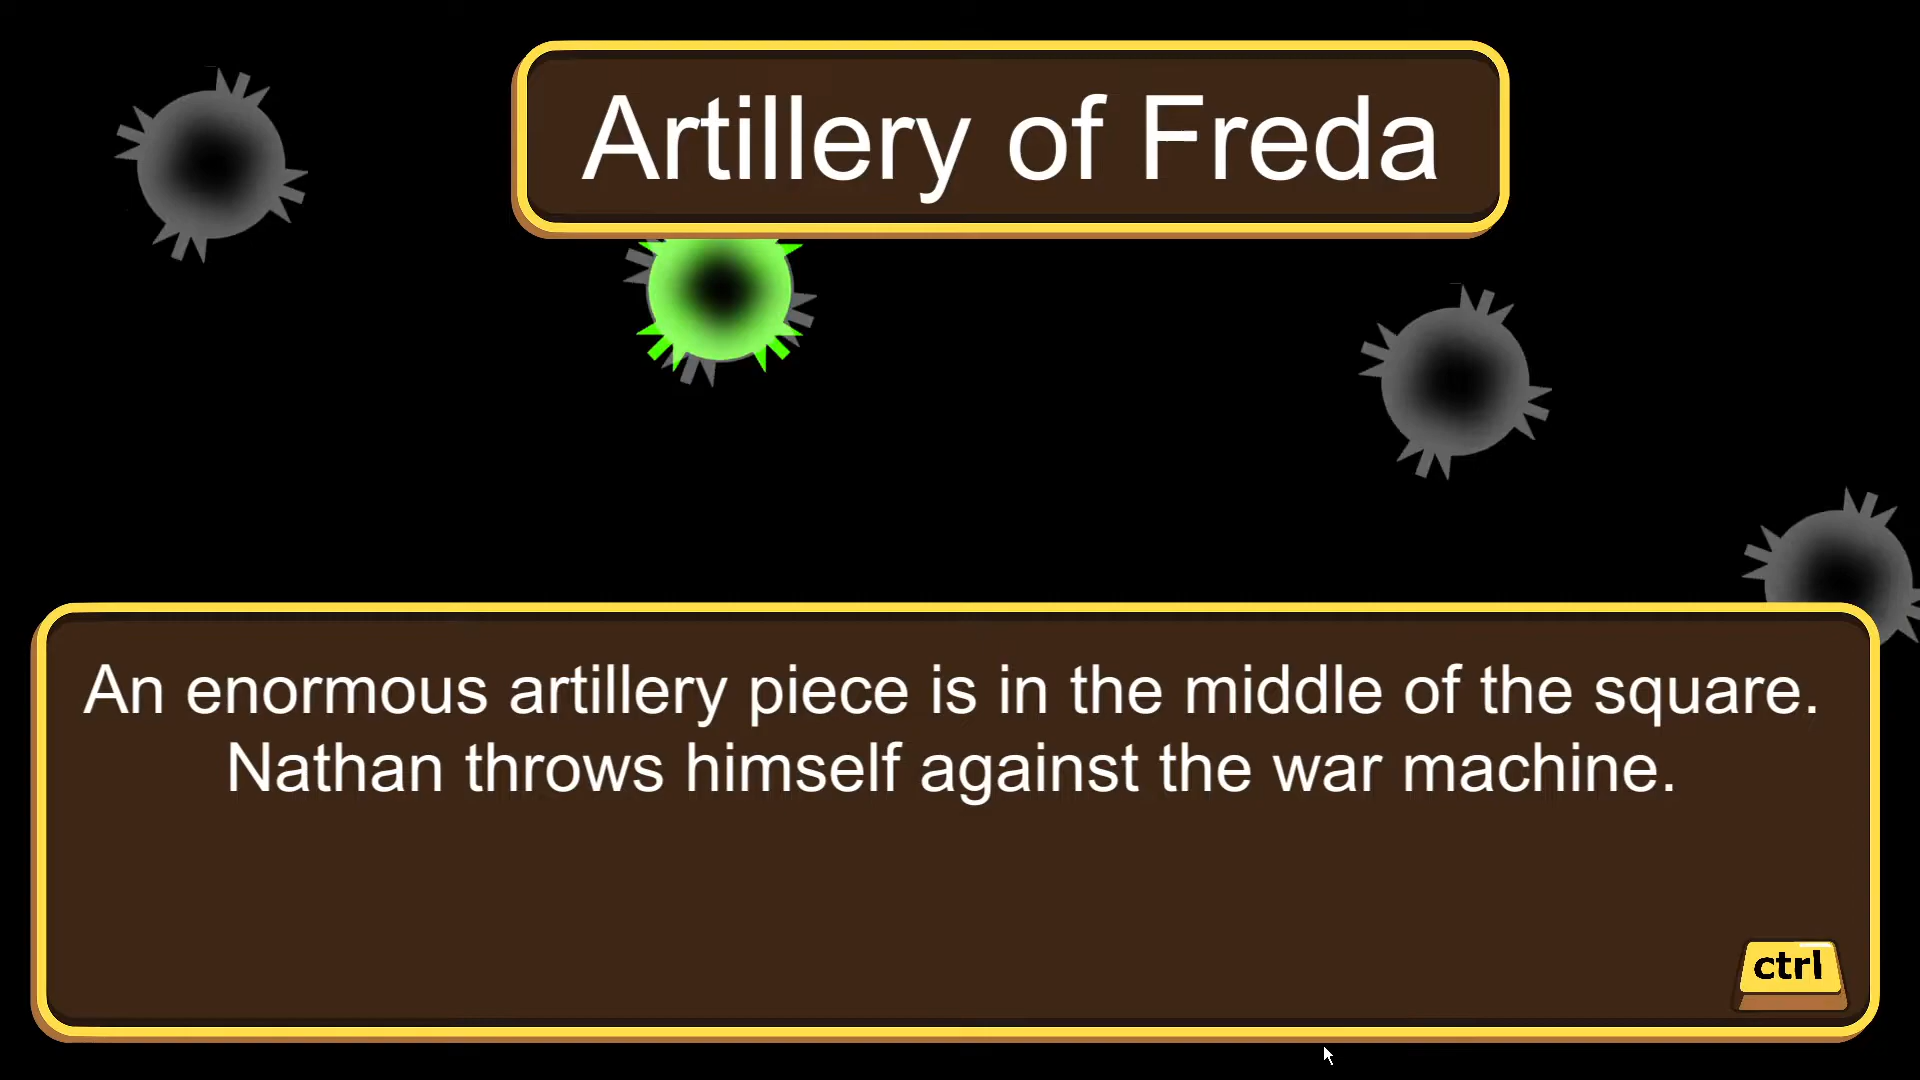 Artillery of Freda
An enormous artillery piece is in the middle of the square.
Nathan throws himself against the war machine.
ctrl